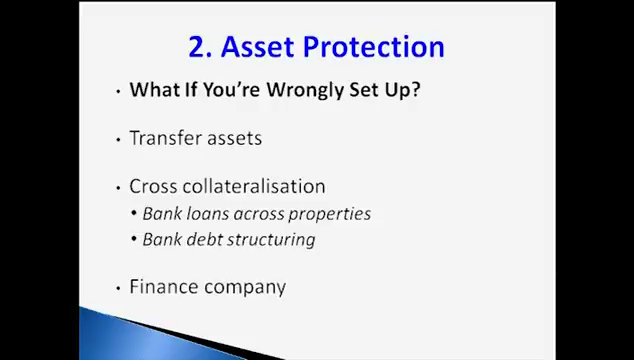 2. Asset Protection
• What If You're Wrongly Set Up?
• Transfer assets
• Cross collateralisation
• Bank loans across properties
• Bank debt structuring
• Finance company